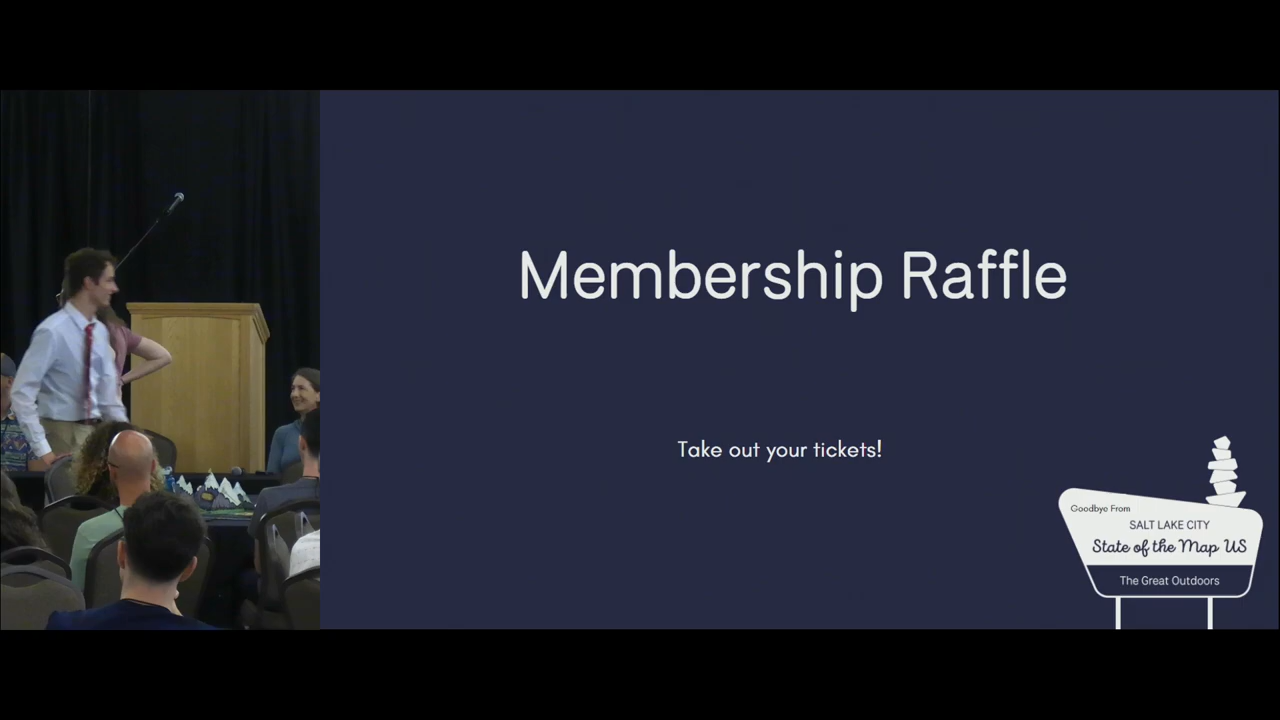 Membership Raffle
Take out your tickets!
Goodbye From
SALT LAKE CITY
State of the Map US
The Great Outdoors